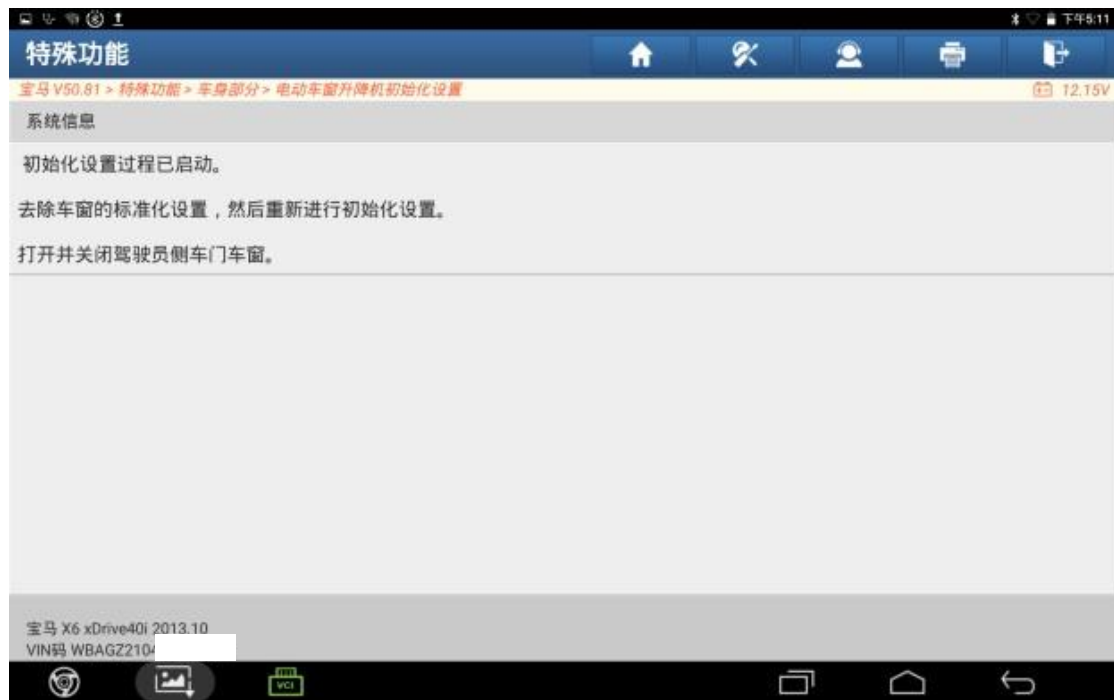 下午5:11
特殊功能
宝马 V50.81 > 特殊功能 > 车身部分 > 电动车窗升降机初始化设置
12.15V
系统信息
初始化设置过程已启动。
去除车窗的标准化设置，然后重新进行初始化设置。
打开并关闭驾驶员侧车门车窗。
宝马 X6 xDrive40i 2013.10
VIN码 WBAGZ2104
VCI